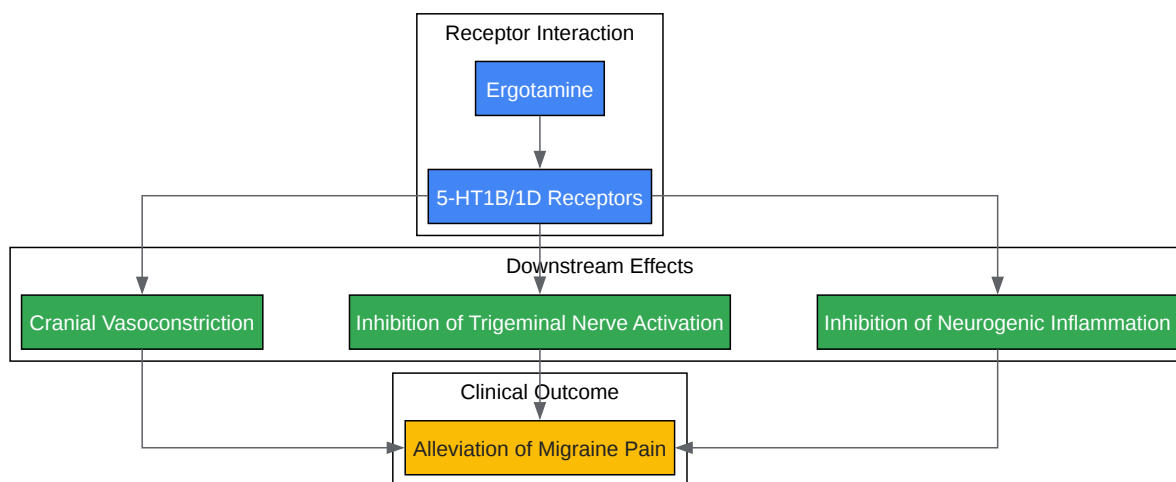 Receptor Interaction
Ergotamine
5-HT1B/1D Receptors
Downstream Effects
Cranial Vasoconstriction
Inhibition of Trigeminal Nerve Activation
Inhibition of Neurogenic Inflammation
Clinical Outcome
Alleviation of Migraine Pain